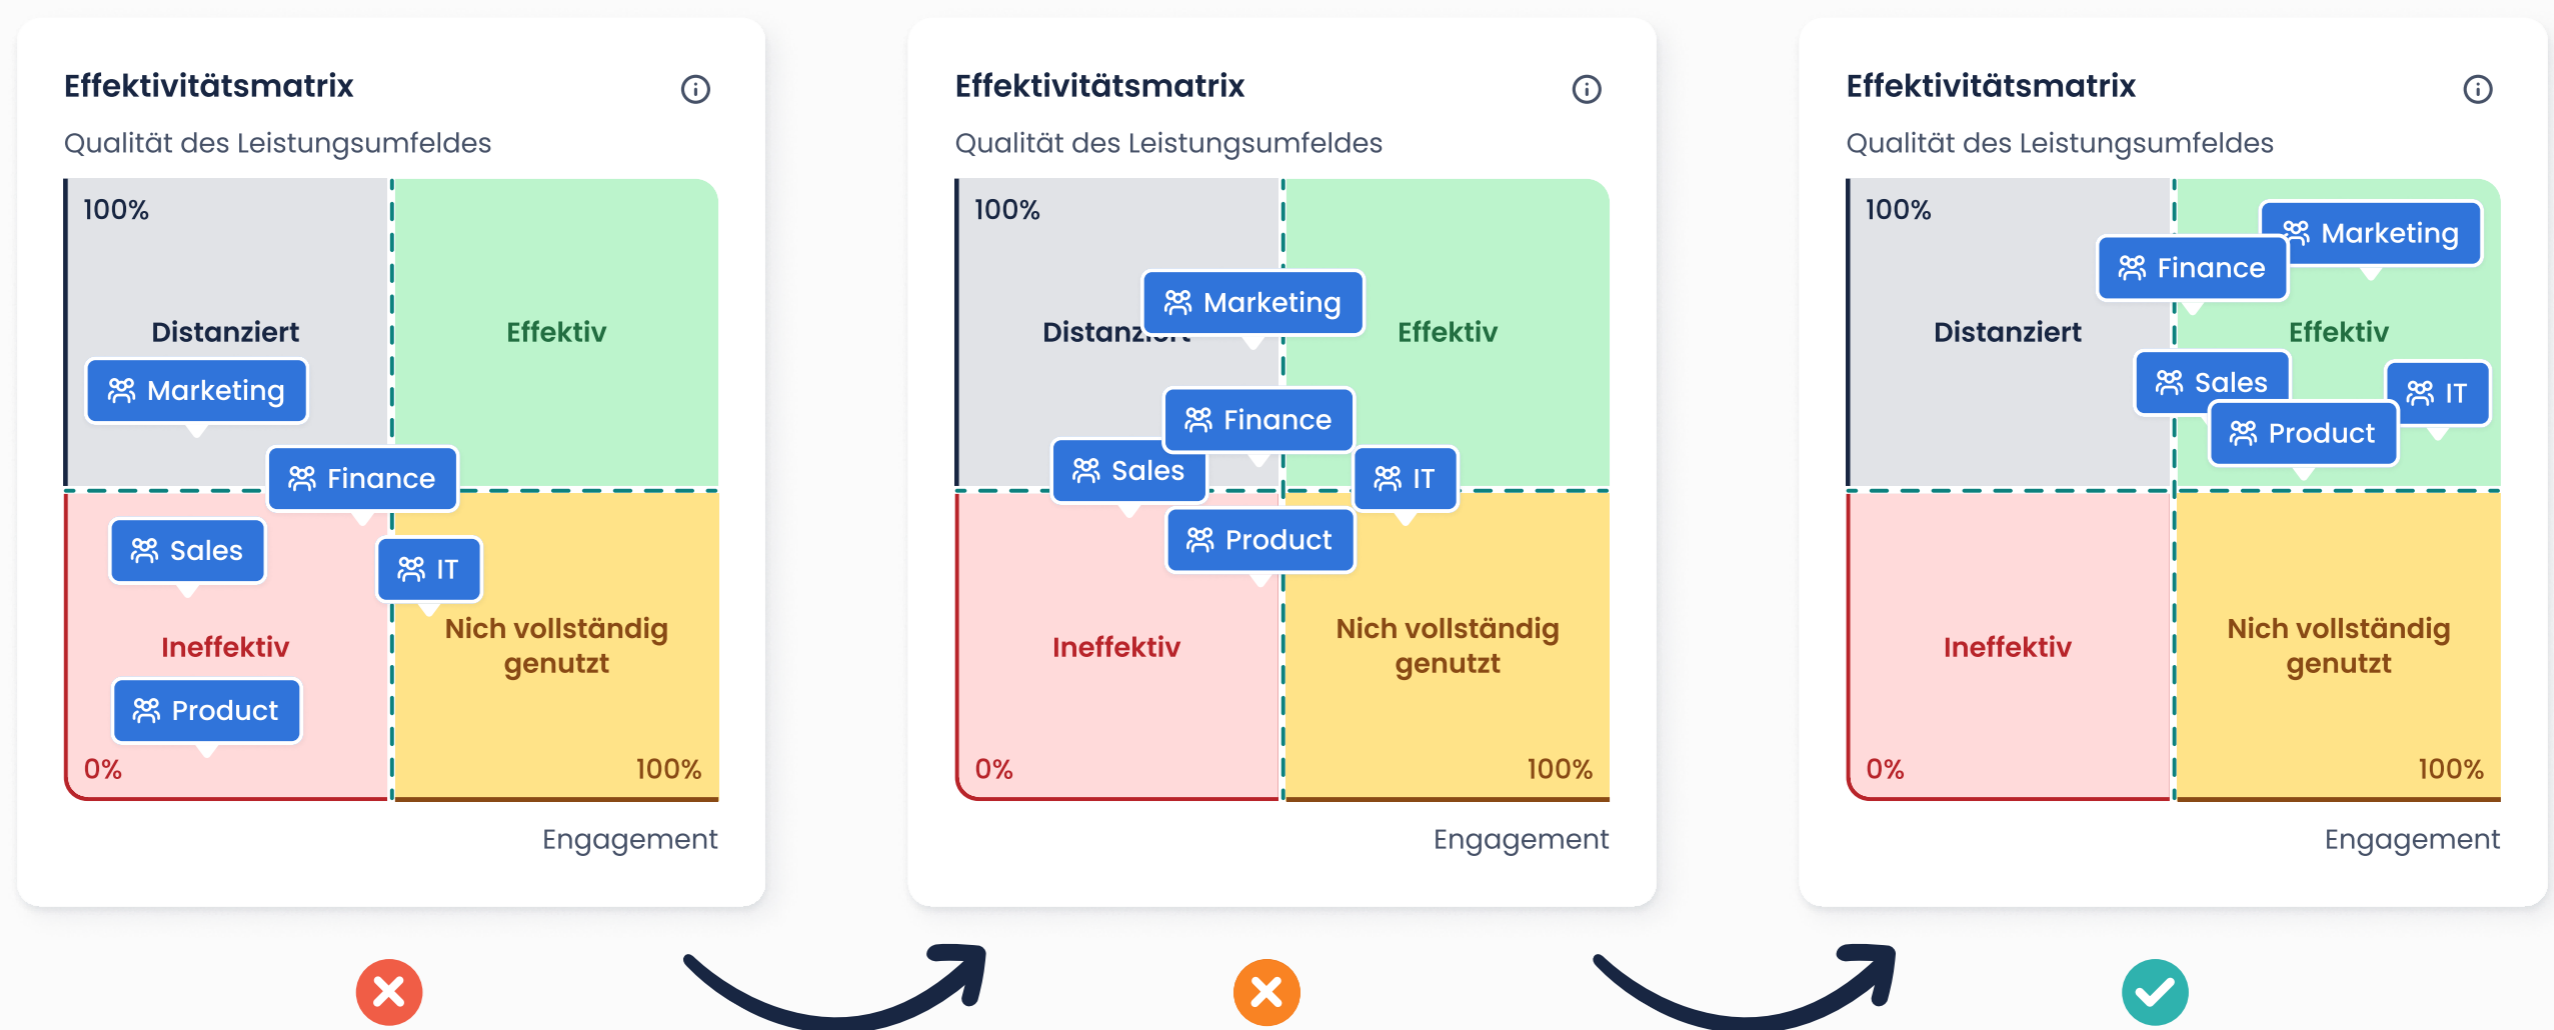 Effektivitätsmatrix
Qualität des Leistungsumfeldes
100%
Distanziert
Effektiv
Marketing
Finance
Sales
IT
Nich vollständig
genutzt
Ineffektiv
Product
0%
100%
Engagement
Effektivitätsmatrix
Qualität des Leistungsumfeldes
100%
Marketing
Distanziert
Effektiv
Finance
Sales
IT
Product
Nich vollständig
genutzt
Ineffektiv
0%
100%
Engagement
Effektivitätsmatrix
Qualität des Leistungsumfeldes
100%
Marketing
Finance
Distanziert
Effektiv
Sales
IT
Product
Nich vollständig
genutzt
Ineffektiv
0%
100%
Engagement